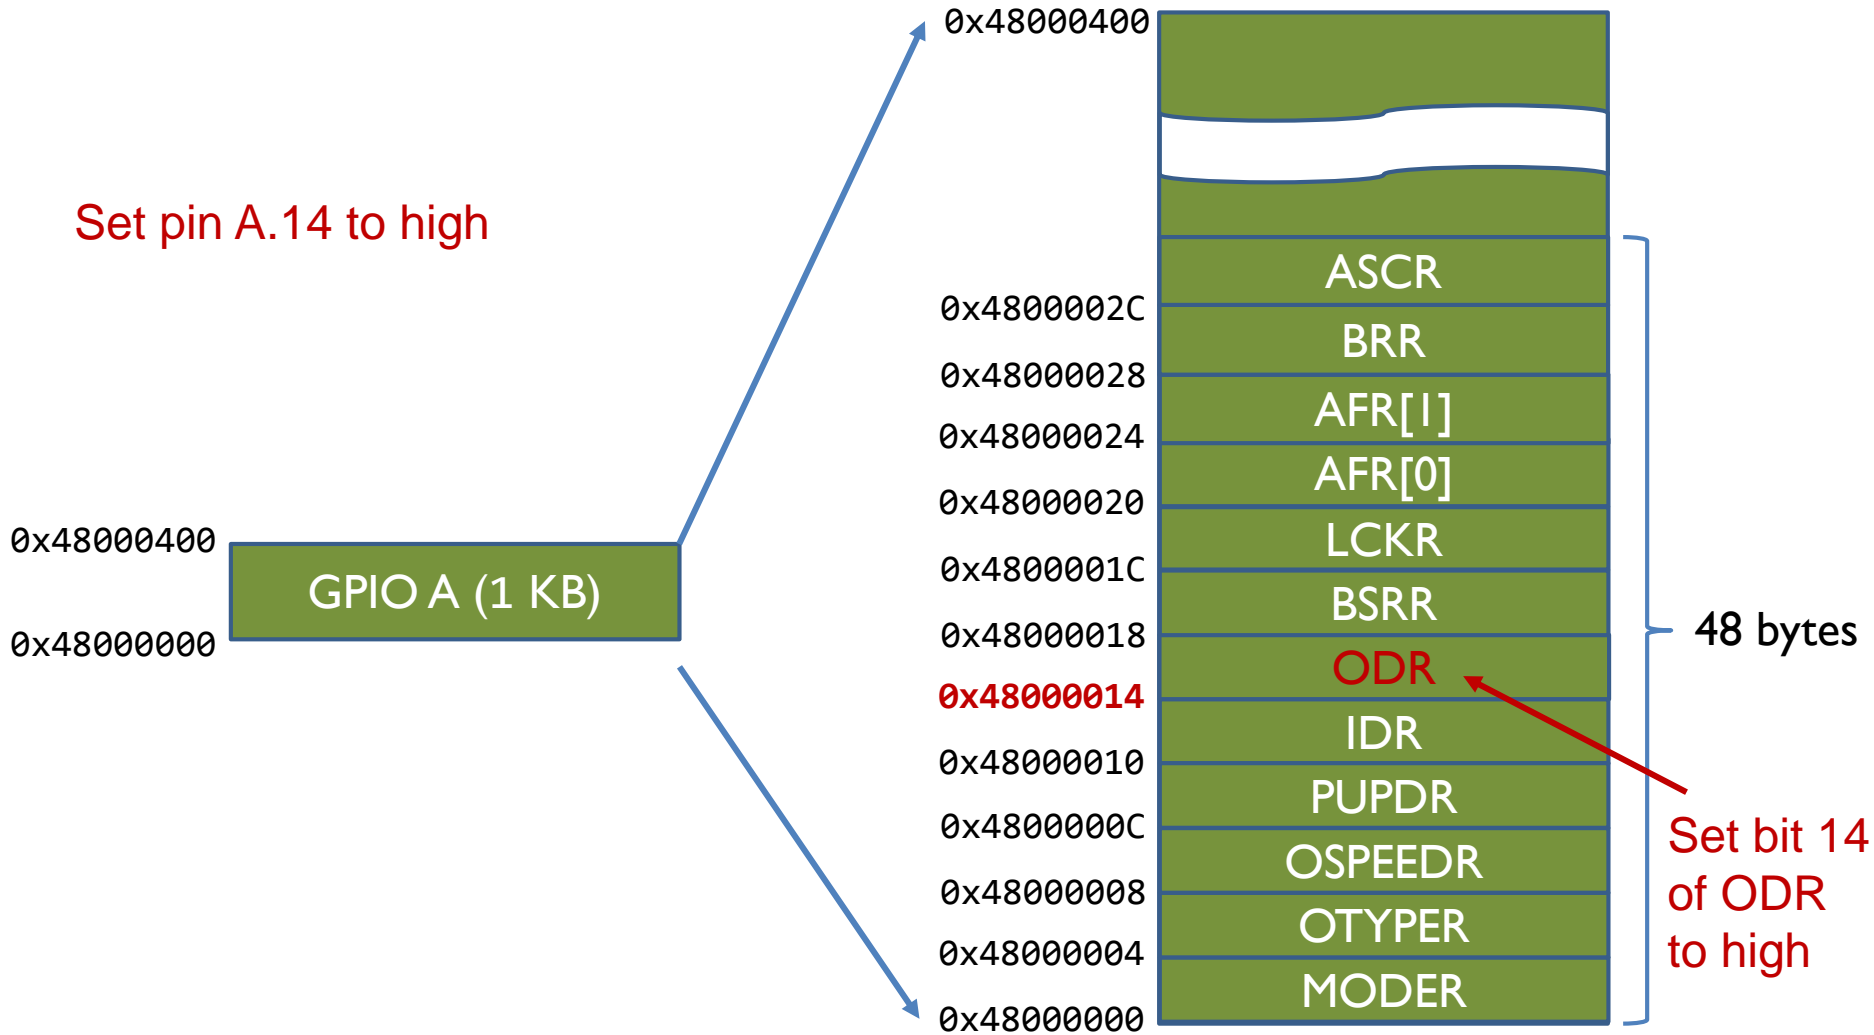 0x48000400
Set pin A.14 to high
ASCR
0x4800002C
BRR
0x48000028
AFR[1]
0x48000024
AFR[0]
0x48000020
LCKR
0x4800001C
BSRR
0x48000018
ODR
0x48000014
IDR
0x48000010
PUPDR
0x4800000C
OSPEEDR
0x48000008
OTYPER
0x48000004
MODER
0x48000000
0x48000400
GPIO A (1 KB)
0x48000000
48 bytes
Set bit 14
of ODR
to high